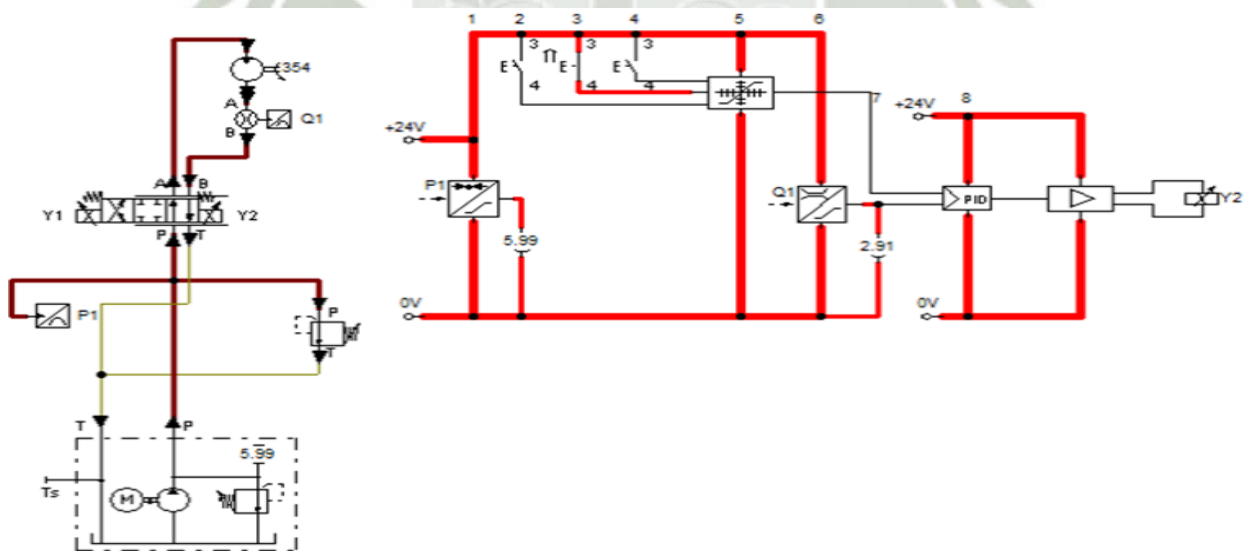 1 2 3 4 5 6
354
3 3 3
E E E
4 4 4
A
B
Q1
7
+24V 8
+24V
A B
Y1 Y2
P T
P1
Q1
PID
Y2
5.99
2.91
P1
P
T
0V 0V
T P
5.99
Ts
M